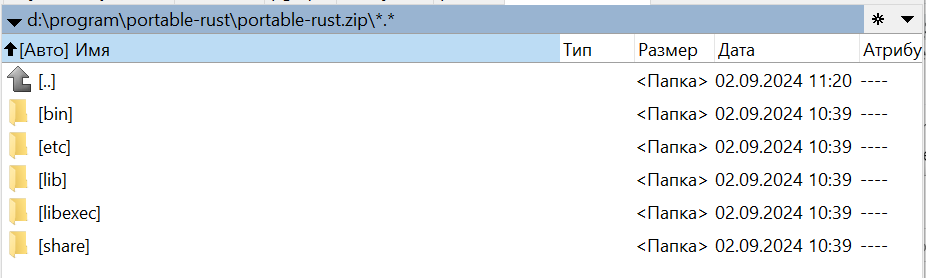 d:\program\portable-rust\portable-rust.zip\*.*
[Авто] Имя Тип Размер Дата Атрибу
[..] <Папка> 02.09.2024 11:20 ----
[bin] <Папка> 02.09.2024 10:39 ----
[etc] <Папка> 02.09.2024 10:39 ----
[lib] <Папка> 02.09.2024 10:39 ----
[libexec] <Папка> 02.09.2024 10:39 ----
[share] <Папка> 02.09.2024 10:39 ----